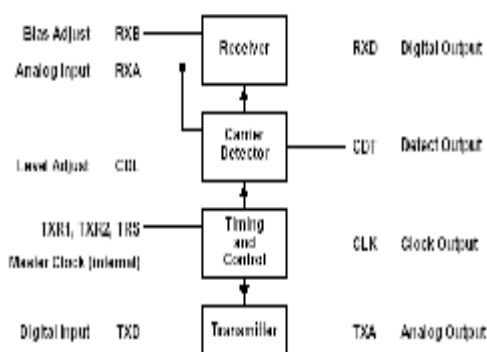 Bias Adjust RXB
Receiver
RXD Digital Output
Analog Input RXA
Carrier Detector
CDT Detect Output
Level Adjust CDL
TXR1, TXR2, TRS
Timing and Control
Master Clock (internal)
CLK Clock Output
Digital Input TXD
Transmitter
TXA Analog Output